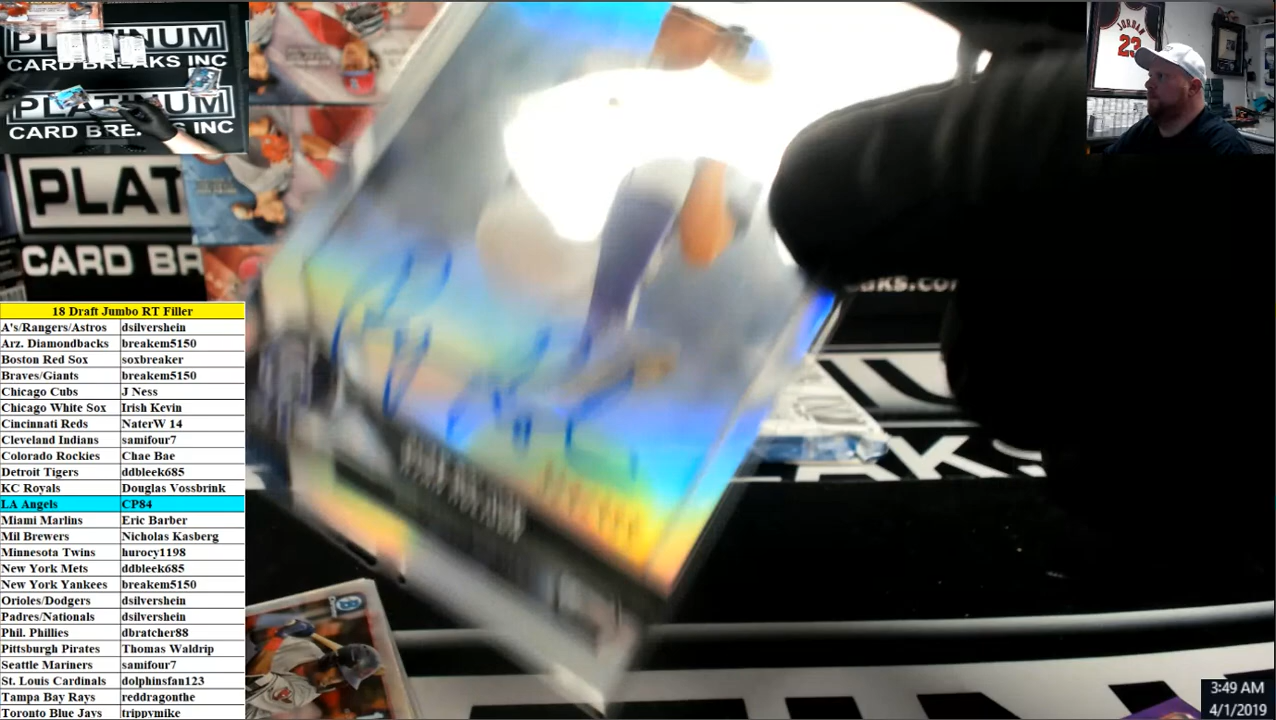 PLATINUM
CARD BREAKS INC
PLATINUM
CARD BRE
INC
PLAT
CARD BR
JORDAN
23
aks.com
18 Draft Jumbo RT Filler
A's/Rangers/Astros dsilvershein
Arz. Diamondbacks breakem5150
Boston Red Sox soxbreaker
Braves/Giants breakem5150
Chicago Cubs J Ness
Chicago White Sox Irish Kevin
Cincinnati Reds NaterW 14
Cleveland Indians samifour7
Colorado Rockies Chae Bae
Detroit Tigers ddbleek685
KC Royals Douglas Vossbrink
LA Angels CP84
Miami Marlins Eric Barber
Mil Brewers Nicholas Kasberg
Minnesota Twins hurocy1198
New York Mets ddbleek685
New York Yankees breakem5150
Orioles/Dodgers dsilvershein
Padres/Nationals dsilvershein
Phil. Phillies dbratcher88
Pittsburgh Pirates Thomas Waldrip
Seattle Mariners samifour7
St. Louis Cardinals dolphinsfan123
Tampa Bay Rays reddragonthe
Toronto Blue Jays trippymike
3:49 AM
4/1/2019